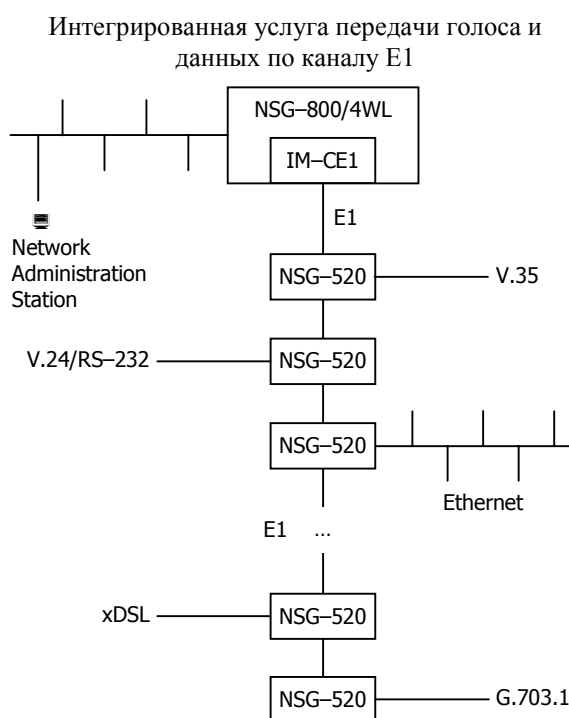 Интегрированная услуга передачи голоса и
данных по каналу E1
NSG–800/4WL
IM–CE1
E1
Network
Administration
Station
NSG–520
V.35
V.24/RS–232
NSG–520
NSG–520
Ethernet
E1 ...
xDSL
NSG–520
NSG–520
G.703.1